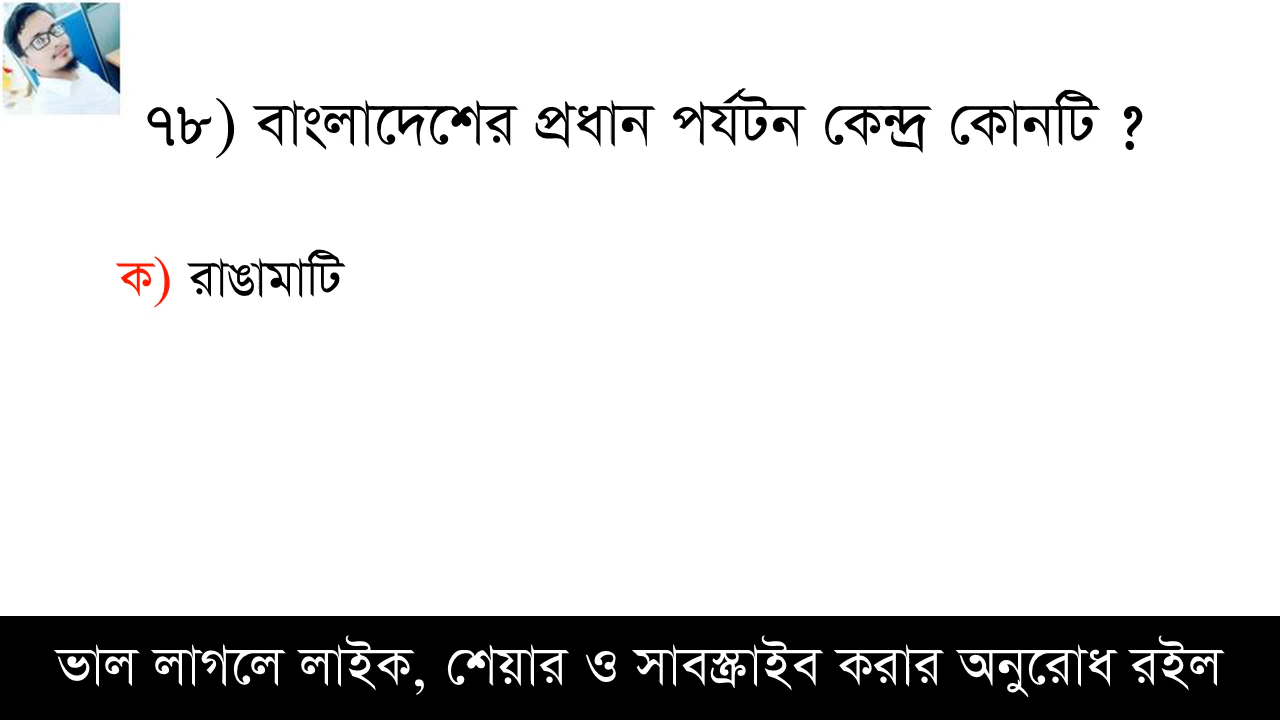 ৭৮) বাংলাদেশের প্রধান পর্যটন কেন্দ্র কোনটি ?
ক) রাঙামাটি
ভাল লাগলে লাইক, শেয়ার ও সাবস্ক্রাইব করার অনুরোধ রইল